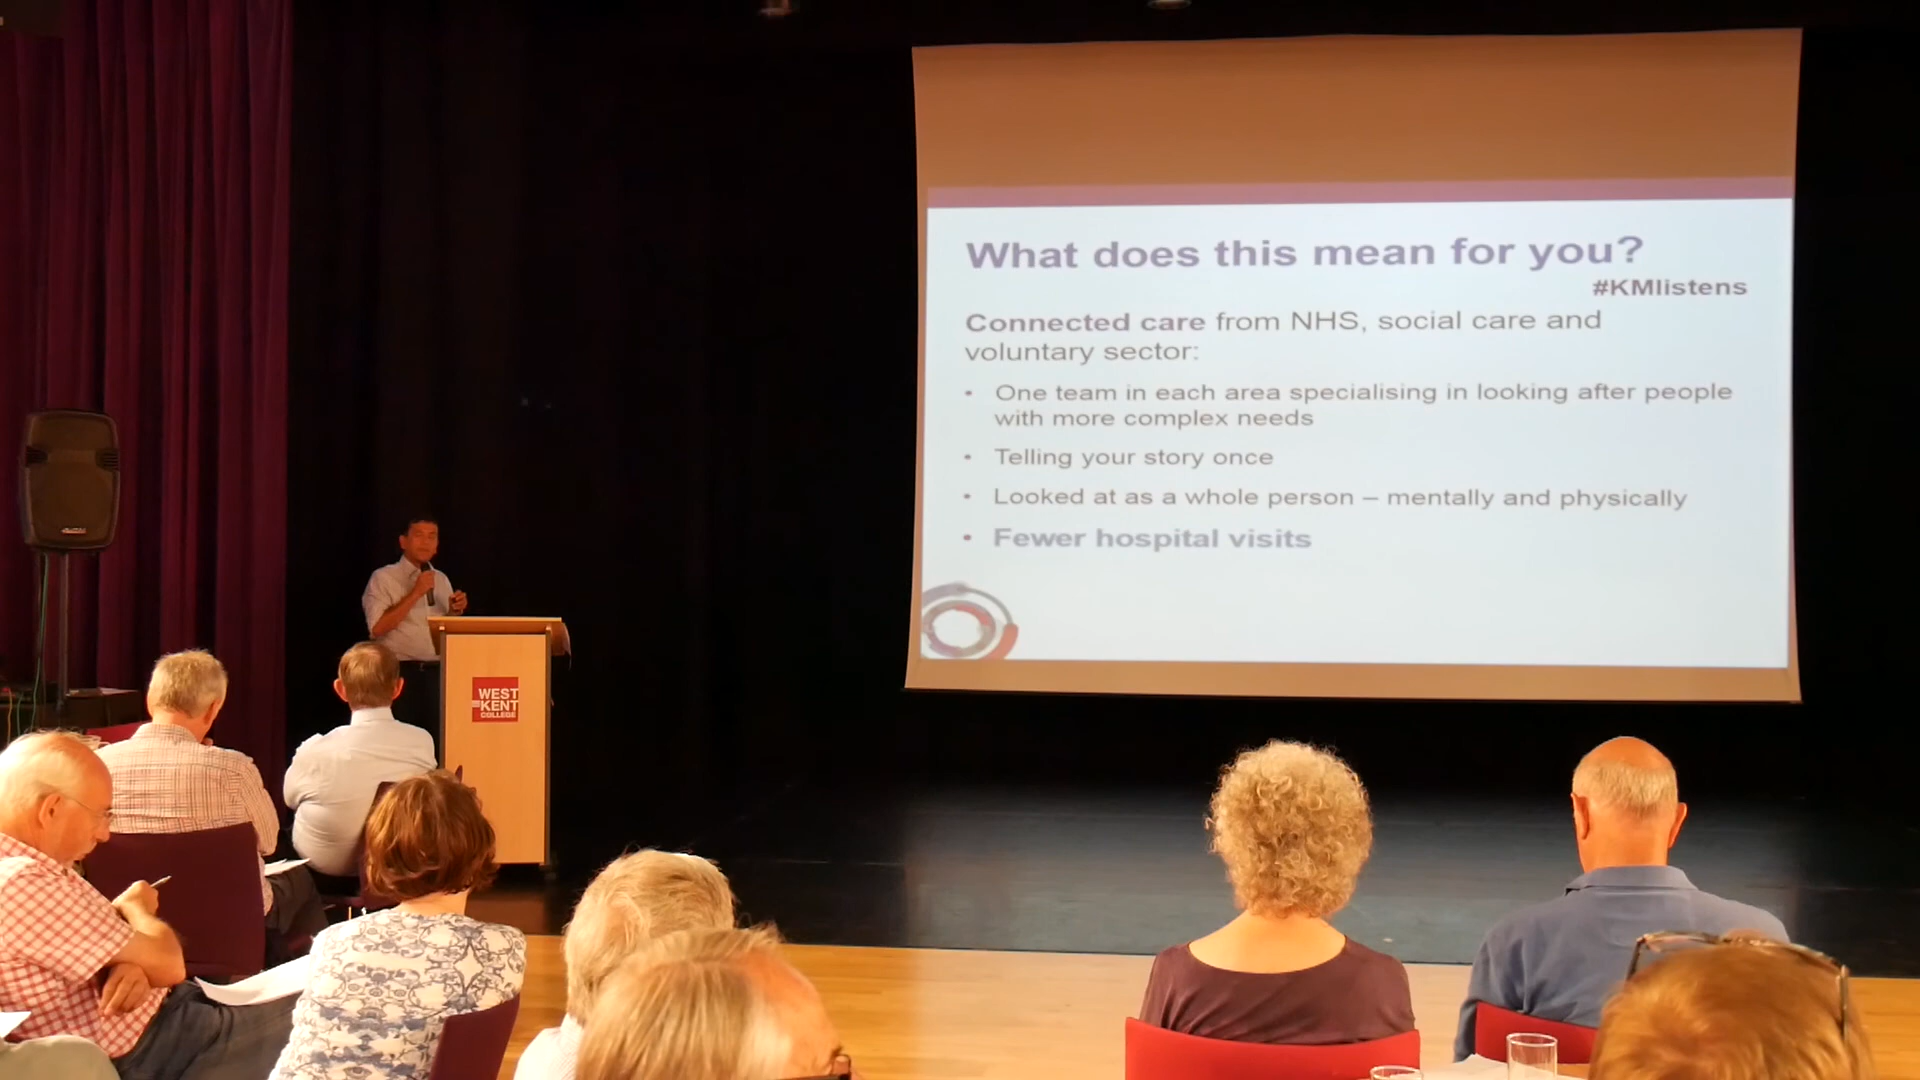 What does this mean for you?
#KMlistens
Connected care from NHS, social care and
voluntary sector:
• One team in each area specialising in looking after people
with more complex needs
• Telling your story once
• Looked at as a whole person – mentally and physically
• Fewer hospital visits
WEST
KENT
COLLEGE